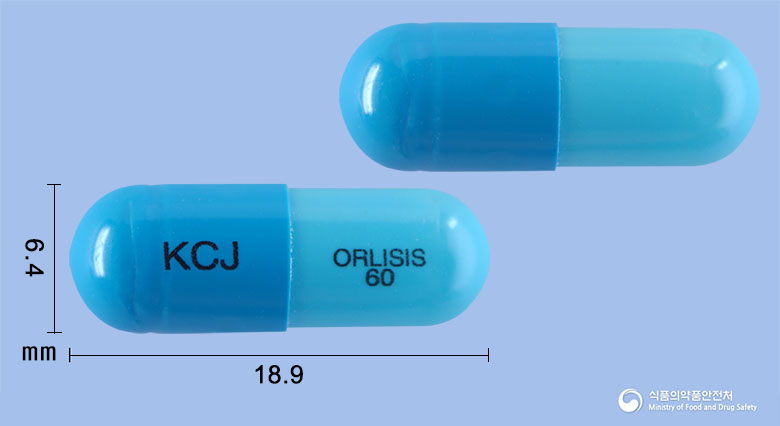 KCJ
ORLISIS
60
6.4
mm
18.9
식품의약품안전처
Ministry of Food and Drug Safety